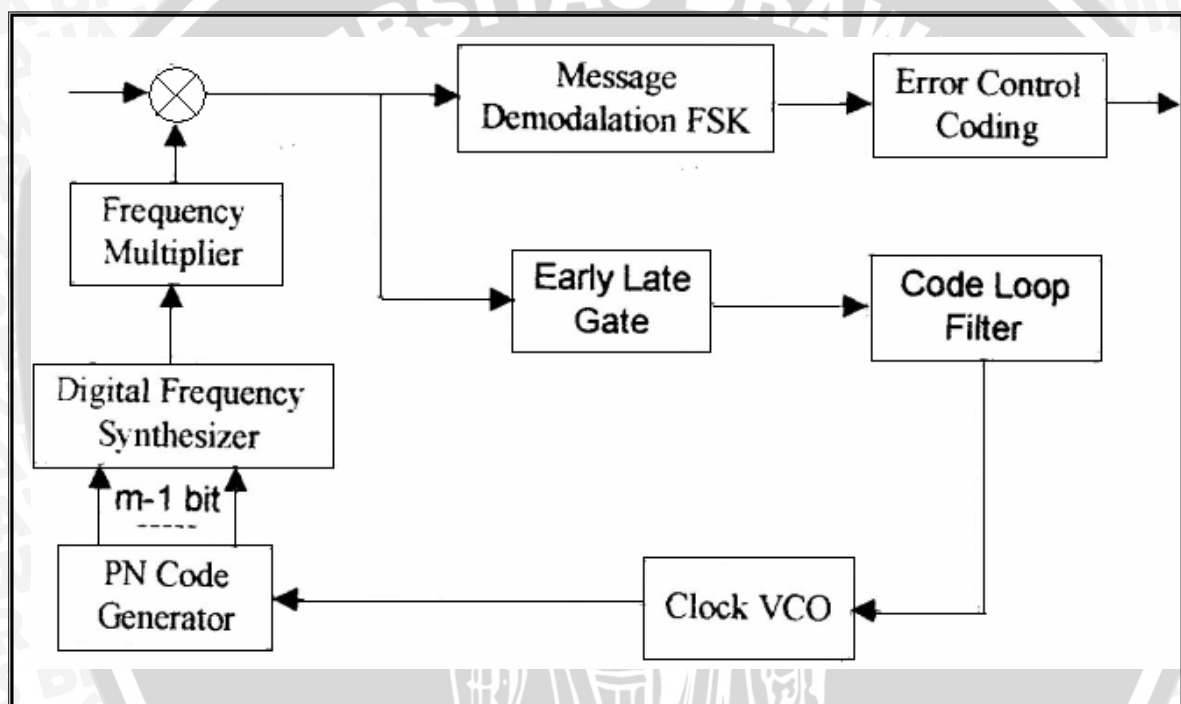 Message
Demodalation FSK
Error Control
Coding
Frequency
Multiplier
Early Late
Gate
Code Loop
Filter
Digital Frequency
Synthesizer
m-1 bit
PN Code
Generator
Clock VCO